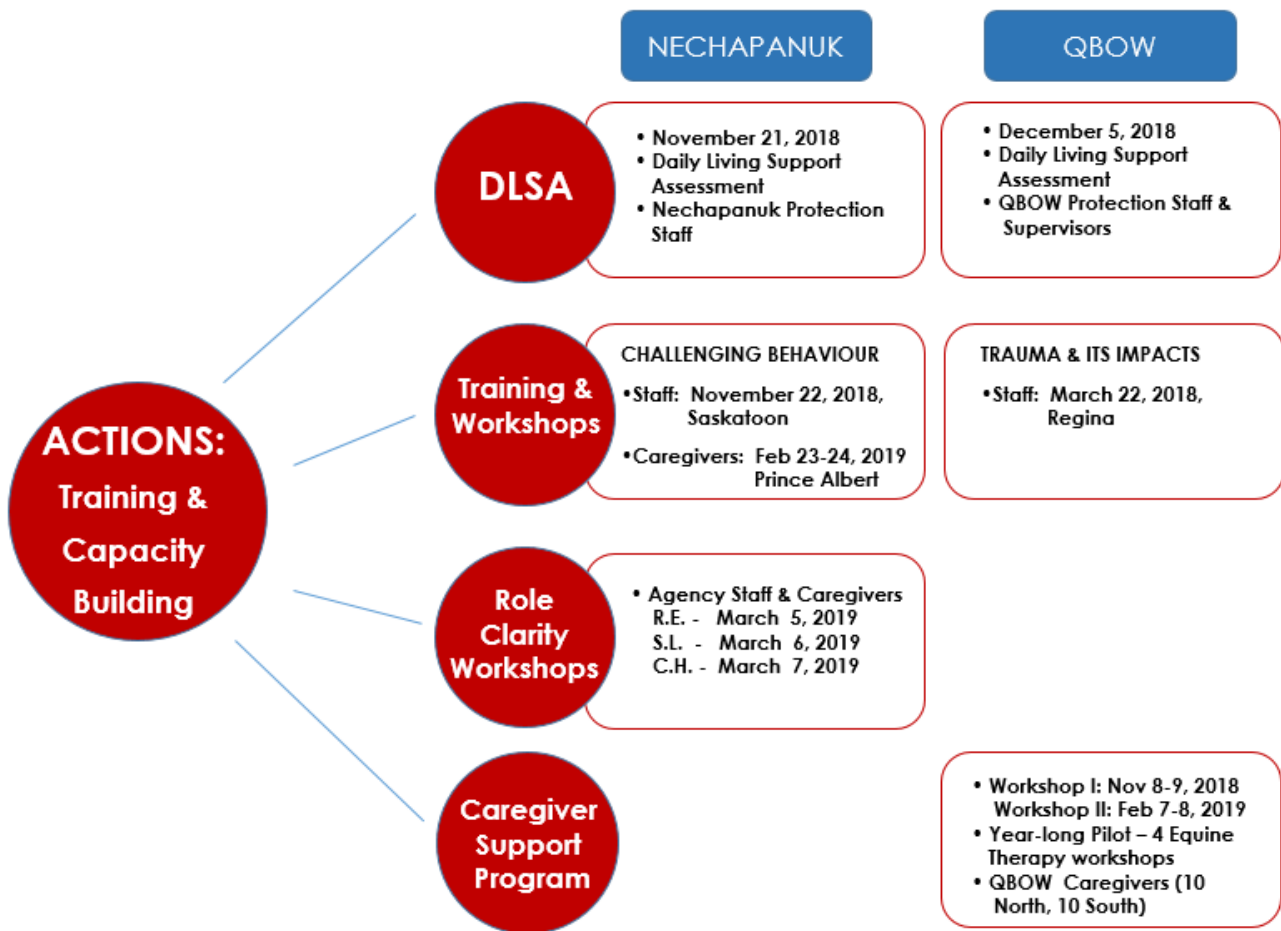 NECHAPANUK
QBOW
ACTIONS:
Training &
Capacity
Building
DLSA
• November 21, 2018
• Daily Living Support
Assessment
• Nechapanuk Protection
Staff
• December 5, 2018
• Daily Living Support
Assessment
• QBOW Protection Staff &
Supervisors
Training &
Workshops
CHALLENGING BEHAVIOUR
•Staff: November 22, 2018,
Saskatoon
•Caregivers: Feb 23-24, 2019
Prince Albert
TRAUMA & ITS IMPACTS
•Staff: March 22, 2018,
Regina
Role
Clarity
Workshops
• Agency Staff & Caregivers
R.E. - March 5, 2019
S.L. - March 6, 2019
C.H. - March 7, 2019
Caregiver
Support
Program
• Workshop I: Nov 8-9, 2018
Workshop II: Feb 7-8, 2019
• Year-long Pilot – 4 Equine
Therapy workshops
• QBOW Caregivers (10
North, 10 South)